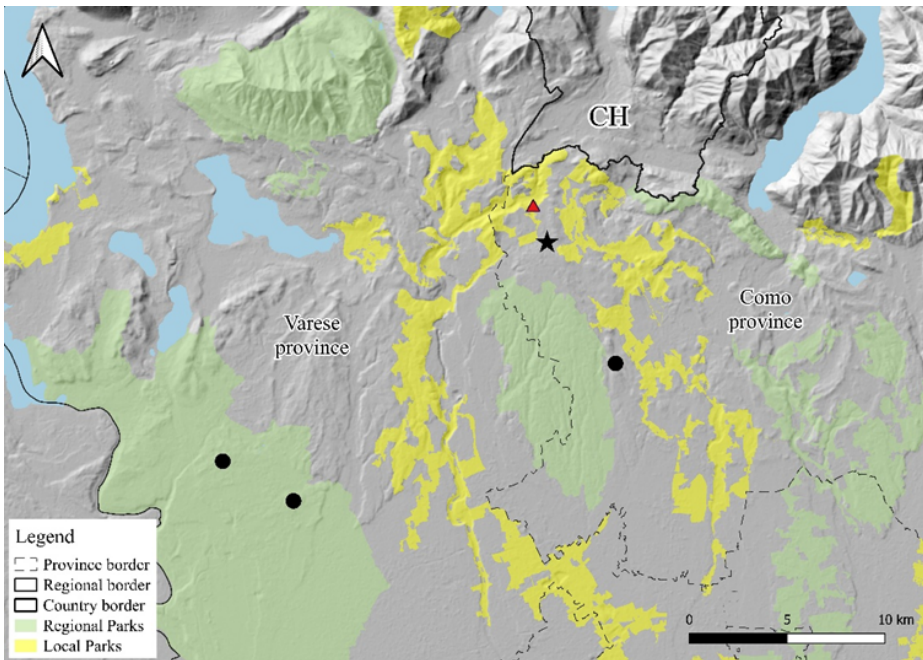 CH
Varese
province
Como
province
Legend
Province border
Regional border
Country border
Regional Parks
Local Parks
0
5
10 km